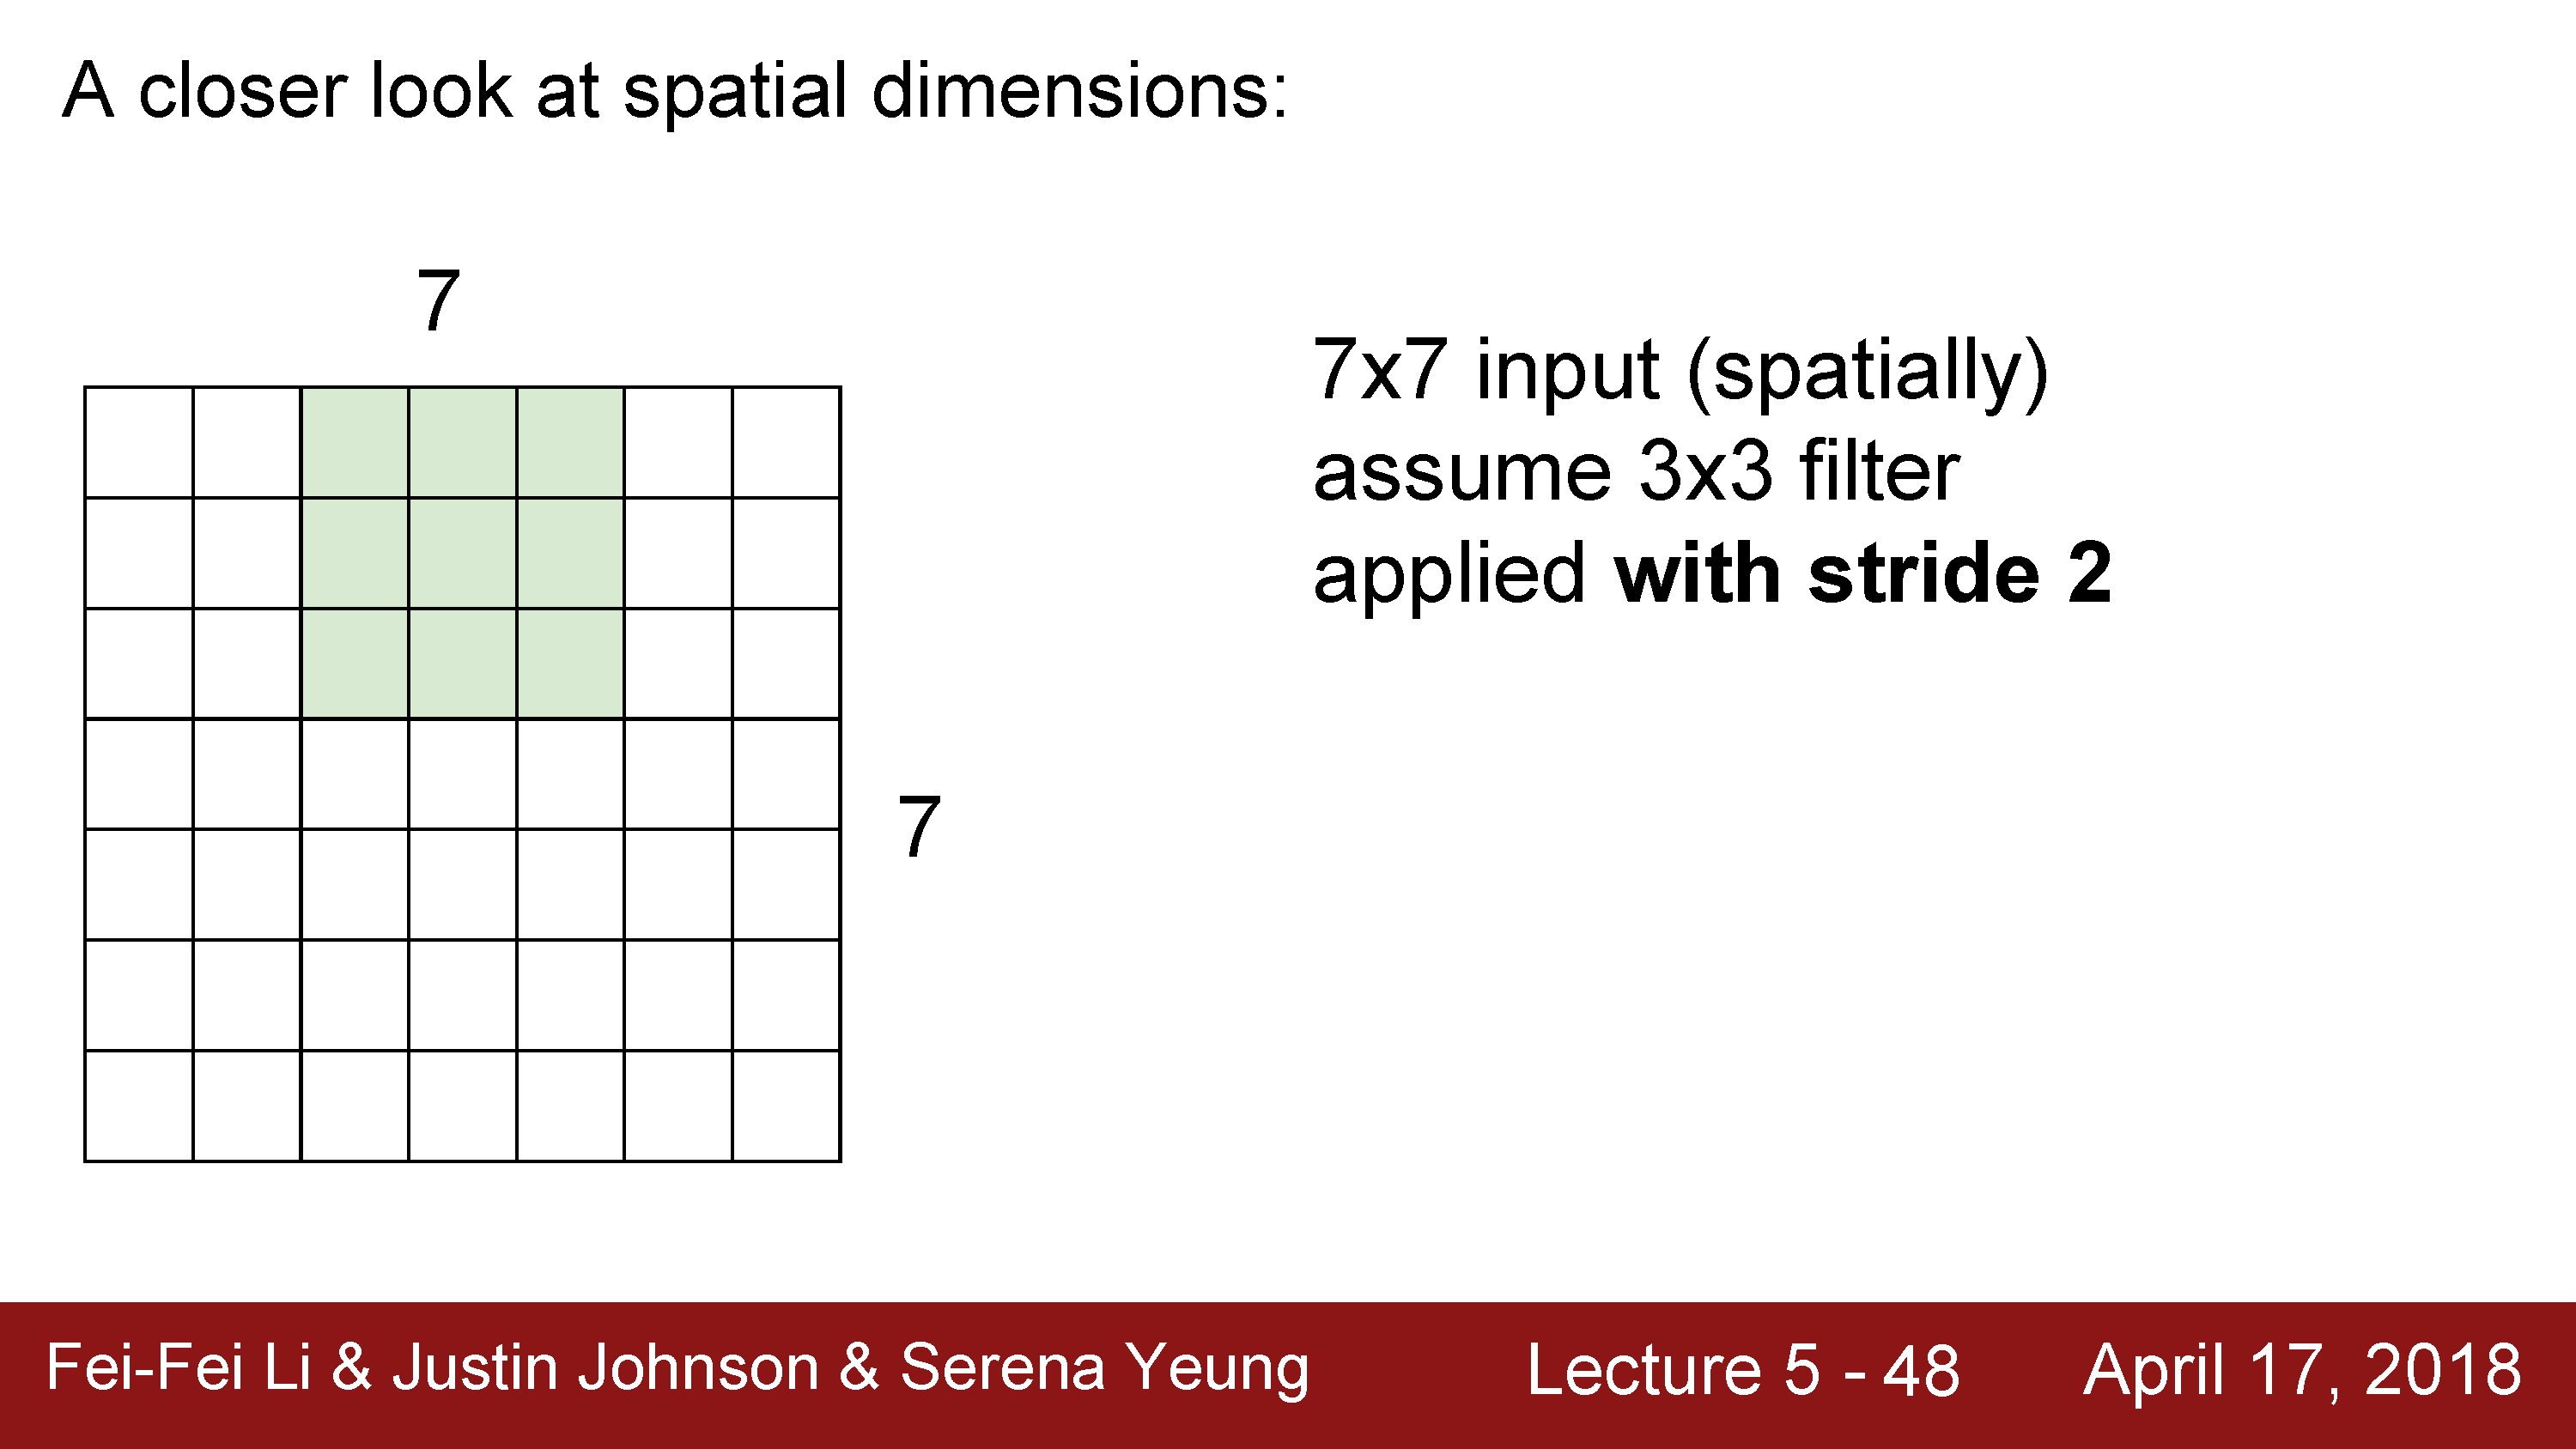 A closer look at spatial dimensions:
7
7x7 input (spatially)
assume 3x3 filter
applied with stride 2
7
Fei-Fei Li & Justin Johnson & Serena Yeung
Lecture 5 - 48
April 17, 2018